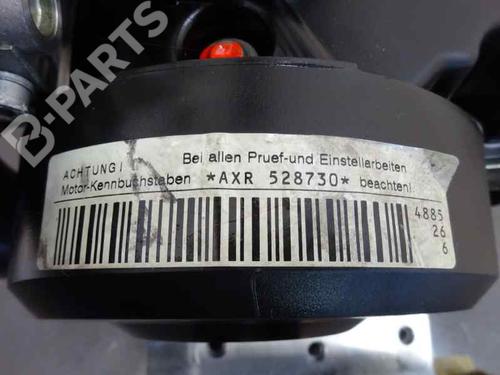 B-PARTS
ACHTUNG! Bei allen Pruef-und Einstellarbeiten
Motor-Kennbuchstaben *AXR 528730* beachten!
4885
26
6